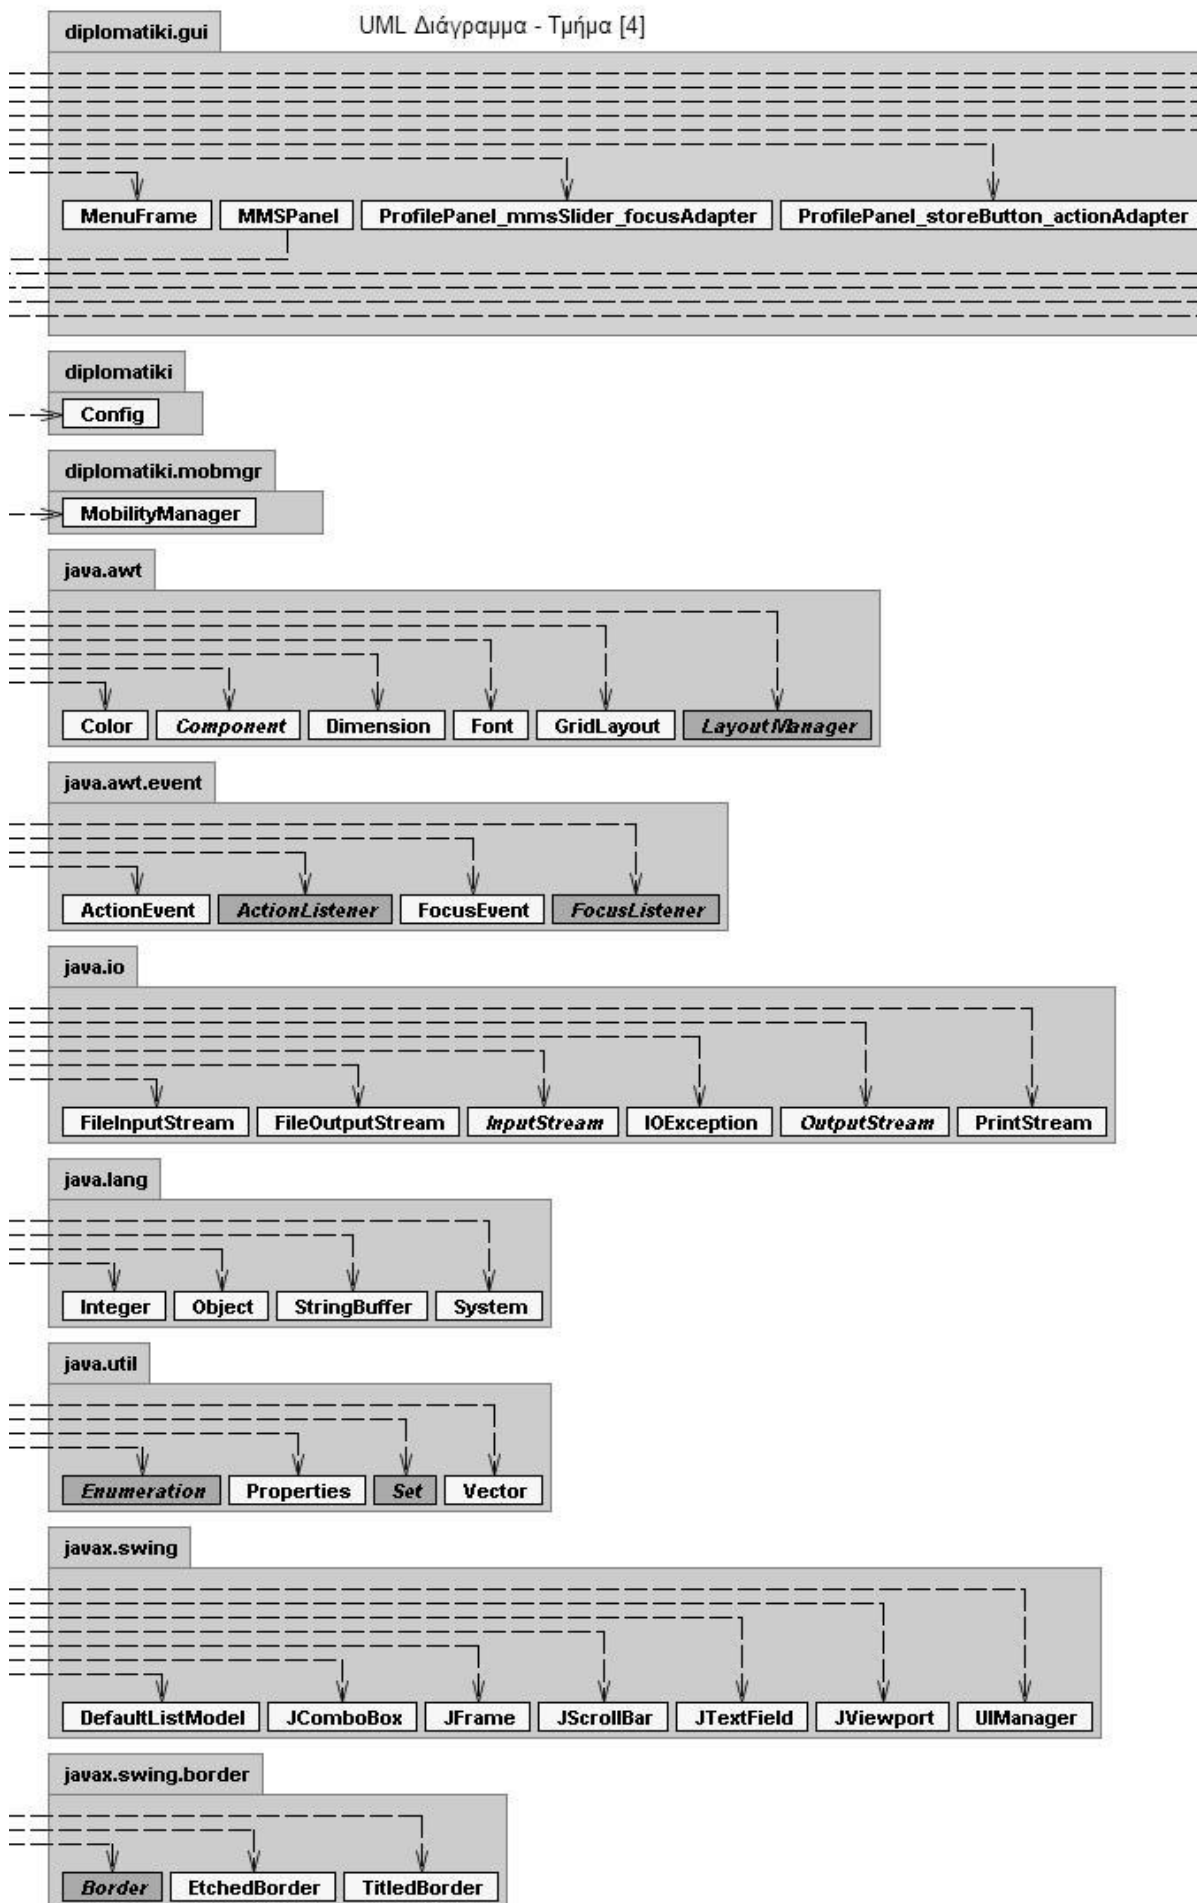 UML Διάγραμμα - Τμήμα [4]
diplomatiki.gui
MenuFrame MMSPanel ProfilePanel_mmsSlider_focusAdapter ProfilePanel_storeButton_actionAdapter
diplomatiki
Config
diplomatiki.mobmgr
MobilityManager
java.awt
Color Component Dimension Font GridLayout LayoutManager
java.awt.event
ActionEvent ActionListener FocusEvent FocusListener
java.io
FileInputStream FileOutputStream InputStream IOException OutputStream PrintStream
java.lang
Integer Object StringBuffer System
java.util
Enumeration Properties Set Vector
javax.swing
DefaultListModel JComboBox JFrame JScrollBar JTextField JViewport UIManager
javax.swing.border
Border EtchedBorder TitledBorder